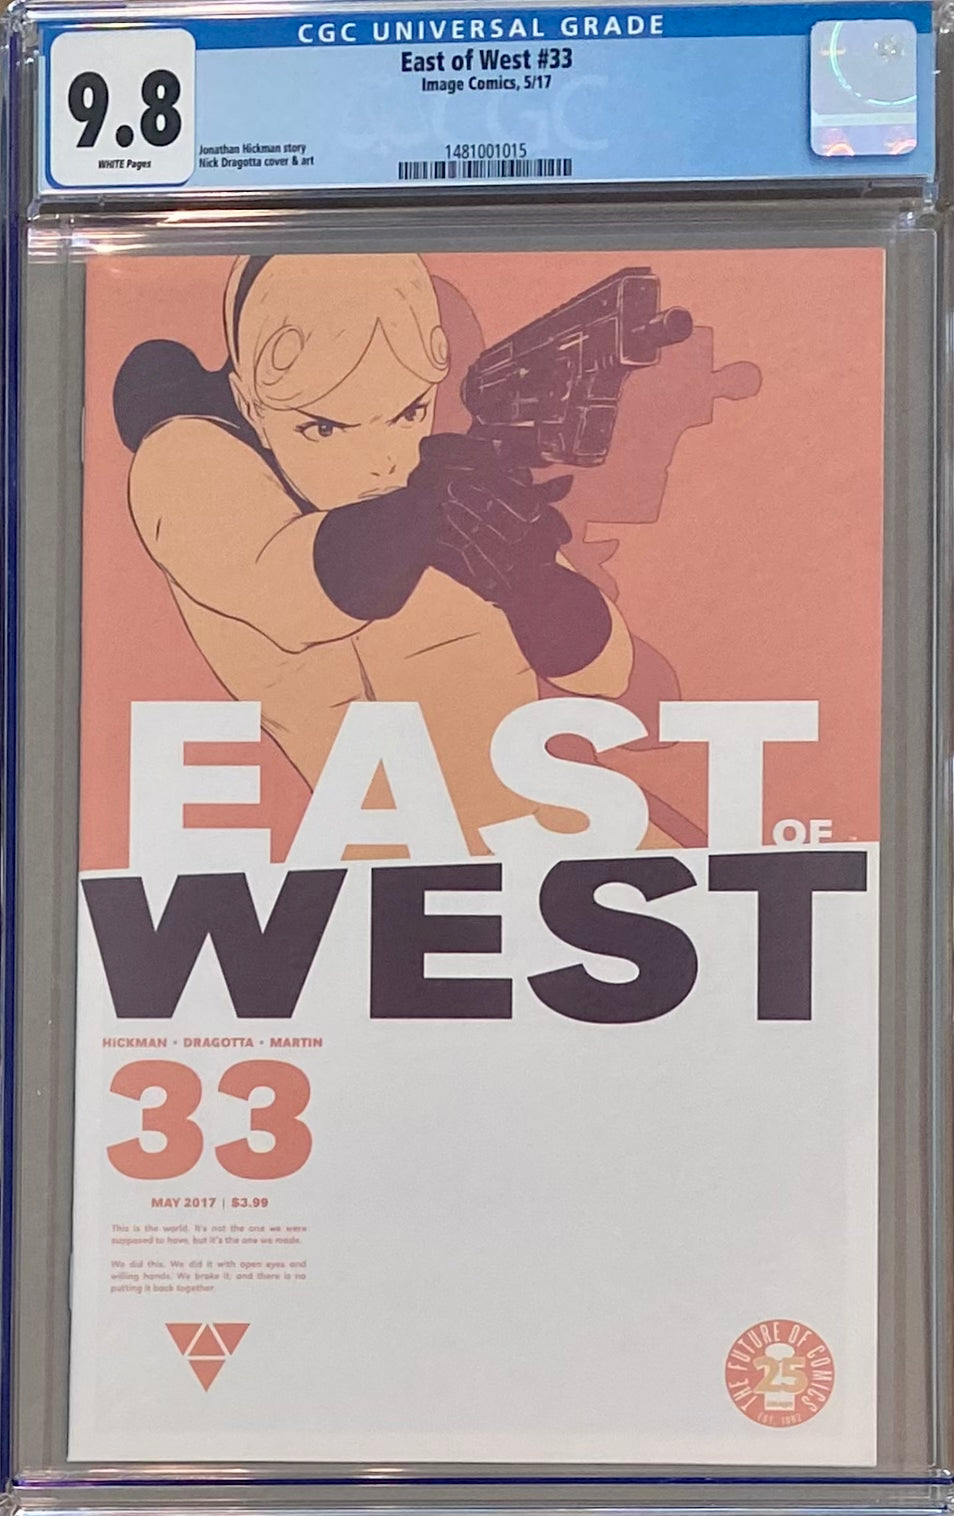 CGC UNIVERSAL GRADE
9.8
WHITE Pages
East of West #33
Image Comics, 5/17
Jonathan Hickman story
Nick Dragotta cover & art
1481001015
CGC
EAST
OF
WEST
HICKMAN • DRAGOTTA • MARTIN
33
MAY 2017 | $3.99
This is the world. It's not the one we were
supposed to have, but it's the one we made.
We did this. We did it with open eyes and
willing hands. We broke it, and there is no
putting it back together.
THE FUTURE OF COMICS
25
image
EST. 1992